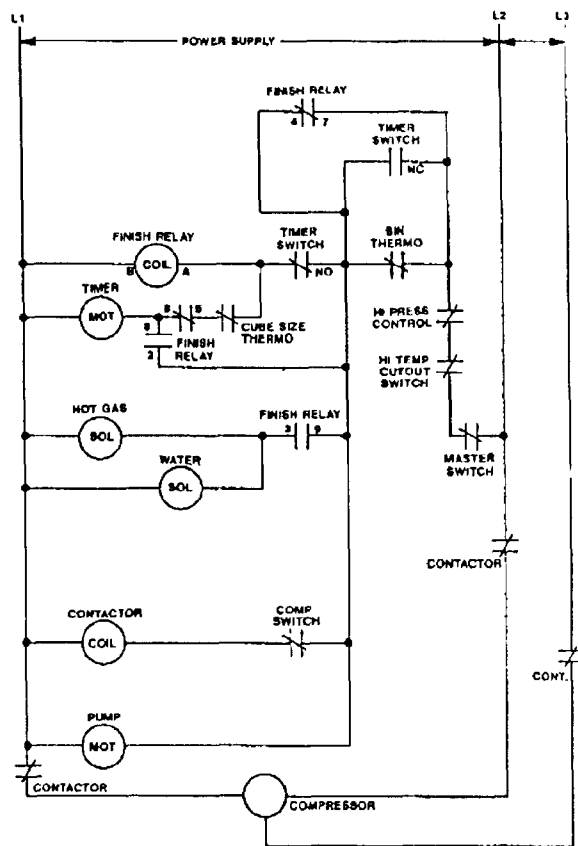 L1
L2
L3
POWER SUPPLY
FINISH RELAY
4 7
TIMER
SWITCH
NC
FINISH RELAY
B COIL A
TIMER
SWITCH
NO
BIN
THERMO
TIMER
MOT
8 5
CUBE SIZE
THERMO
FINISH
RELAY
HI PRESS
CONTROL
HI TEMP
CUTOUT
SWITCH
HOT GAS
SOL
FINISH RELAY
3 9
MASTER
SWITCH
WATER
SOL
CONTACTOR
CONTACTOR
COIL
COMP
SWITCH
CONT.
PUMP
MOT
CONTACTOR
COMPRESSOR